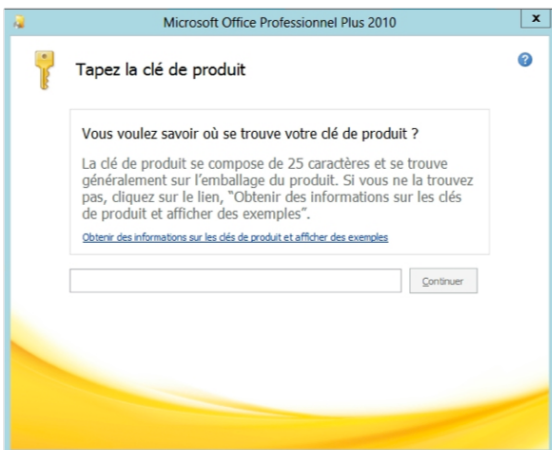 Microsoft Office Professionnel Plus 2010
x
?
Tapez la clé de produit
Vous voulez savoir où se trouve votre clé de produit ?
La clé de produit se compose de 25 caractères et se trouve
généralement sur l'emballage du produit. Si vous ne la trouvez
pas, cliquez sur le lien, "Obtenir des informations sur les clés
de produit et afficher des exemples".
Obtenir des informations sur les clés de produit et afficher des exemples
Continuer